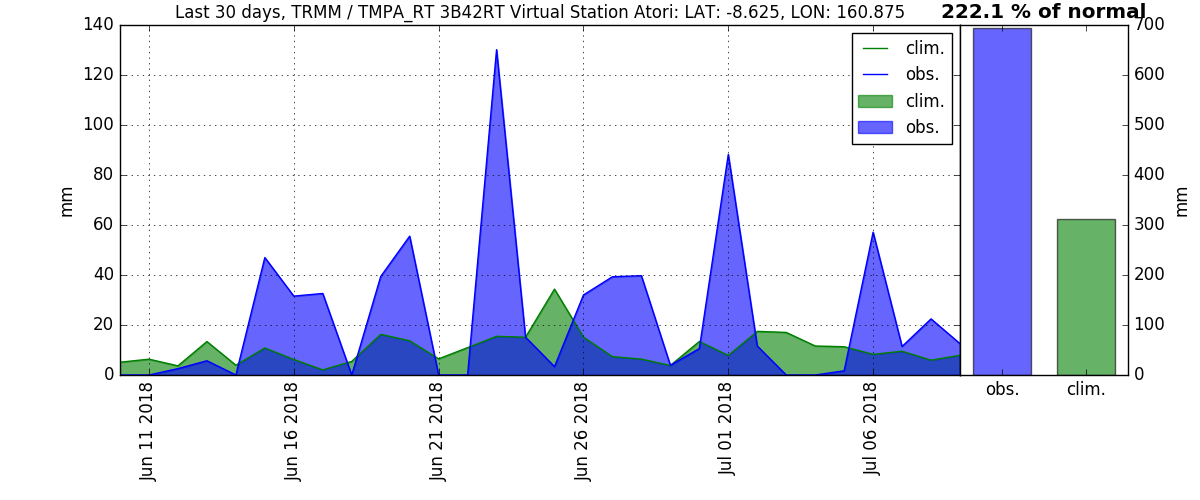 Last 30 days, TRMM / TMPA_RT 3B42RT Virtual Station Atori: LAT: -8.625, LON: 160.875
222.1 % of normal
140
120
100
80
60
40
20
0
mm
clim.
obs.
clim.
obs.
700
600
500
400
300
200
100
0
mm
Jun 11 2018
Jun 16 2018
Jun 21 2018
Jun 26 2018
Jul 01 2018
Jul 06 2018
obs.
clim.